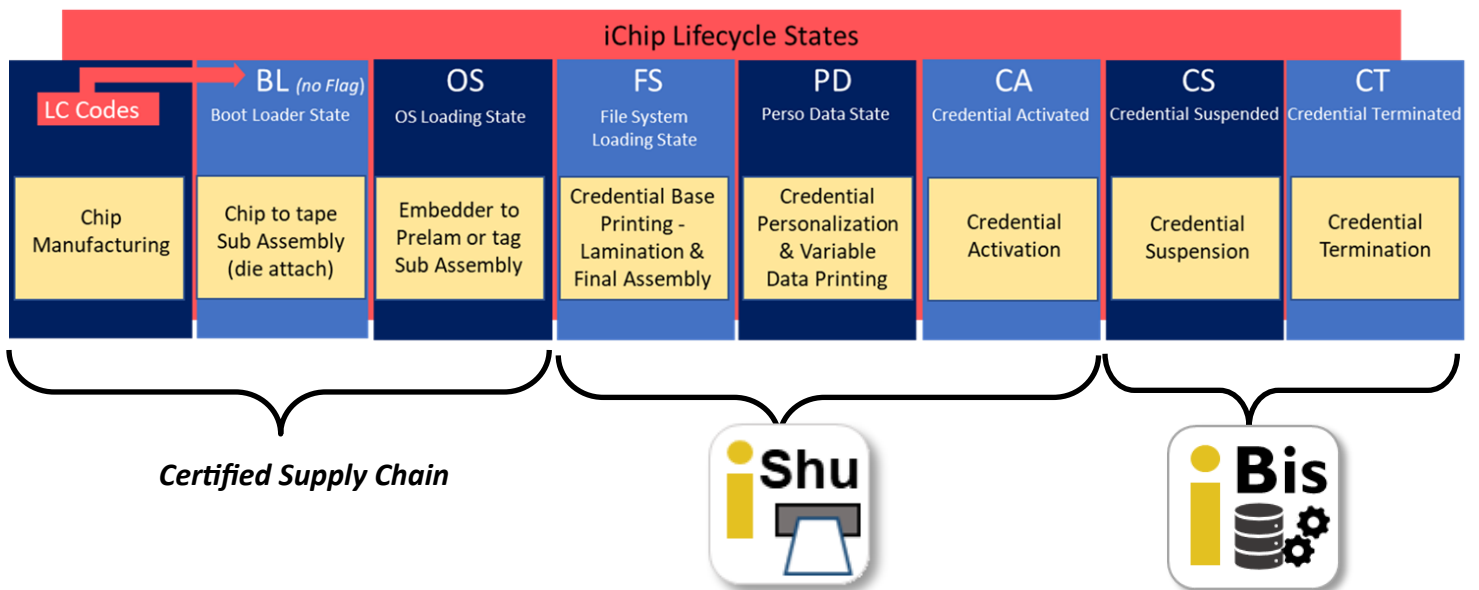 iChip Lifecycle States
LC Codes
BL (no Flag)
Boot Loader State
OS
OS Loading State
FS
File System
Loading State
PD
Perso Data State
CA
Credential Activated
CS
Credential Suspended
CT
Credential Terminated
Chip
Manufacturing
Chip to tape
Sub Assembly
(die attach)
Embedder to
Prelam or tag
Sub Assembly
Credential Base
Printing -
Lamination &
Final Assembly
Credential
Personalization
& Variable
Data Printing
Credential
Activation
Credential
Suspension
Credential
Termination
Certified Supply Chain
i Shu
i Bis